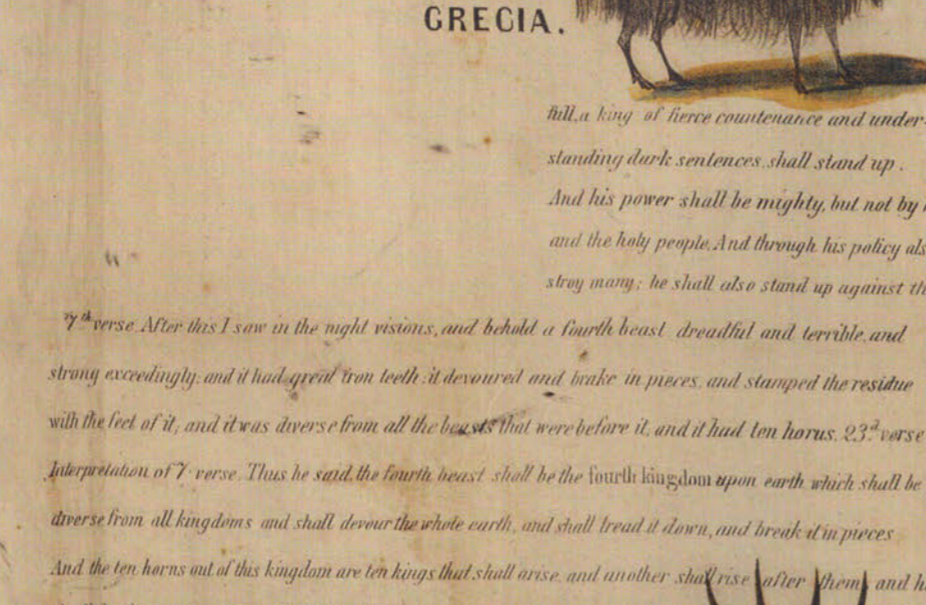 GRECIA.
full, a king of fierce countenance and under-
standing dark sentences, shall stand up.
And his power shall be mighty, but not by
and the holy people. And through his policy als
stroy many; he shall also stand up against th
7th verse. After this I saw in the night visions, and behold a fourth beast dreadful and terrible, and
strong exceedingly; and it had great iron teeth: it devoured and brake in pieces, and stamped the residue
with the feet of it; and it was diverse from all the beasts that were before it, and it had ten horus. 23d verse
Interpretation of 7 verse. Thus he said, the fourth beast shall be the fourth kingdom upon earth which shall be
diverse from all kingdoms and shall devour the whole earth, and shall tread it down, and break it in pieces
And the ten horns out of this kingdom are ten kings that shall arise, and another shall rise after them, and h